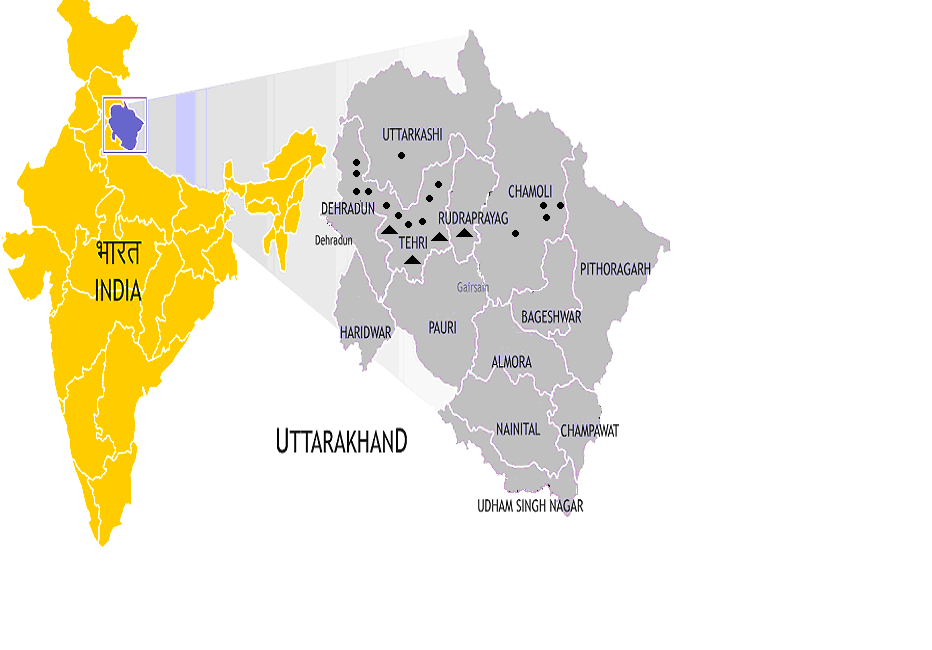 UTTARKASHI
CHAMOLI
DEHRADUN
RUDRAPRAYAG
Dehradun
TEHRI
भारत
INDIA
PITHORAGARH
Gairsain
BAGESHWAR
HARIDWAR
PAURI
ALMORA
NAINITAL
CHAMPAWAT
UTTARAKHAND
UDHAM SINGH NAGAR